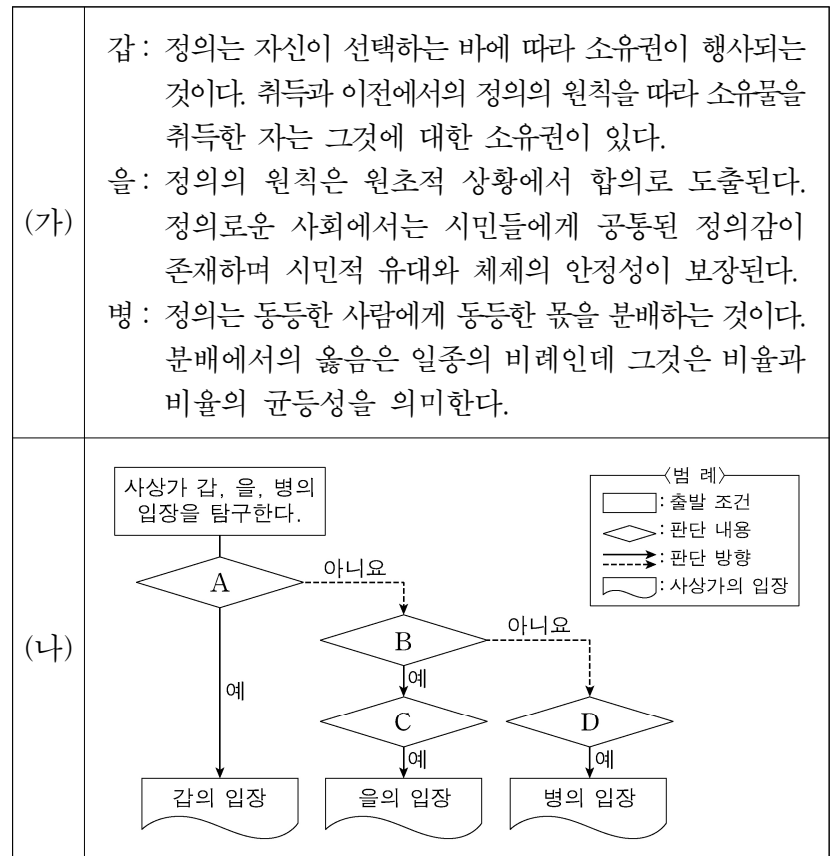 (가)
갑 : 정의는 자신이 선택하는 바에 따라 소유권이 행사되는
것이다. 취득과 이전에서의 정의의 원칙을 따라 소유물을
취득한 자는 그것에 대한 소유권이 있다.
을 : 정의의 원칙은 원초적 상황에서 합의로 도출된다.
정의로운 사회에서는 시민들에게 공통된 정의감이
존재하며 시민적 유대와 체제의 안정성이 보장된다.
병 : 정의는 동등한 사람에게 동등한 몫을 분배하는 것이다.
분배에서의 옳음은 일종의 비례인데 그것은 비율과
비율의 균등성을 의미한다.
(나)
사상가 갑, 을, 병의
입장을 탐구한다.
〈범 례〉
: 출발 조건
: 판단 내용
: 판단 방향
: 사상가의 입장
A
아니요
B
아니요
예
예
C
D
예
예
갑의 입장
을의 입장
병의 입장